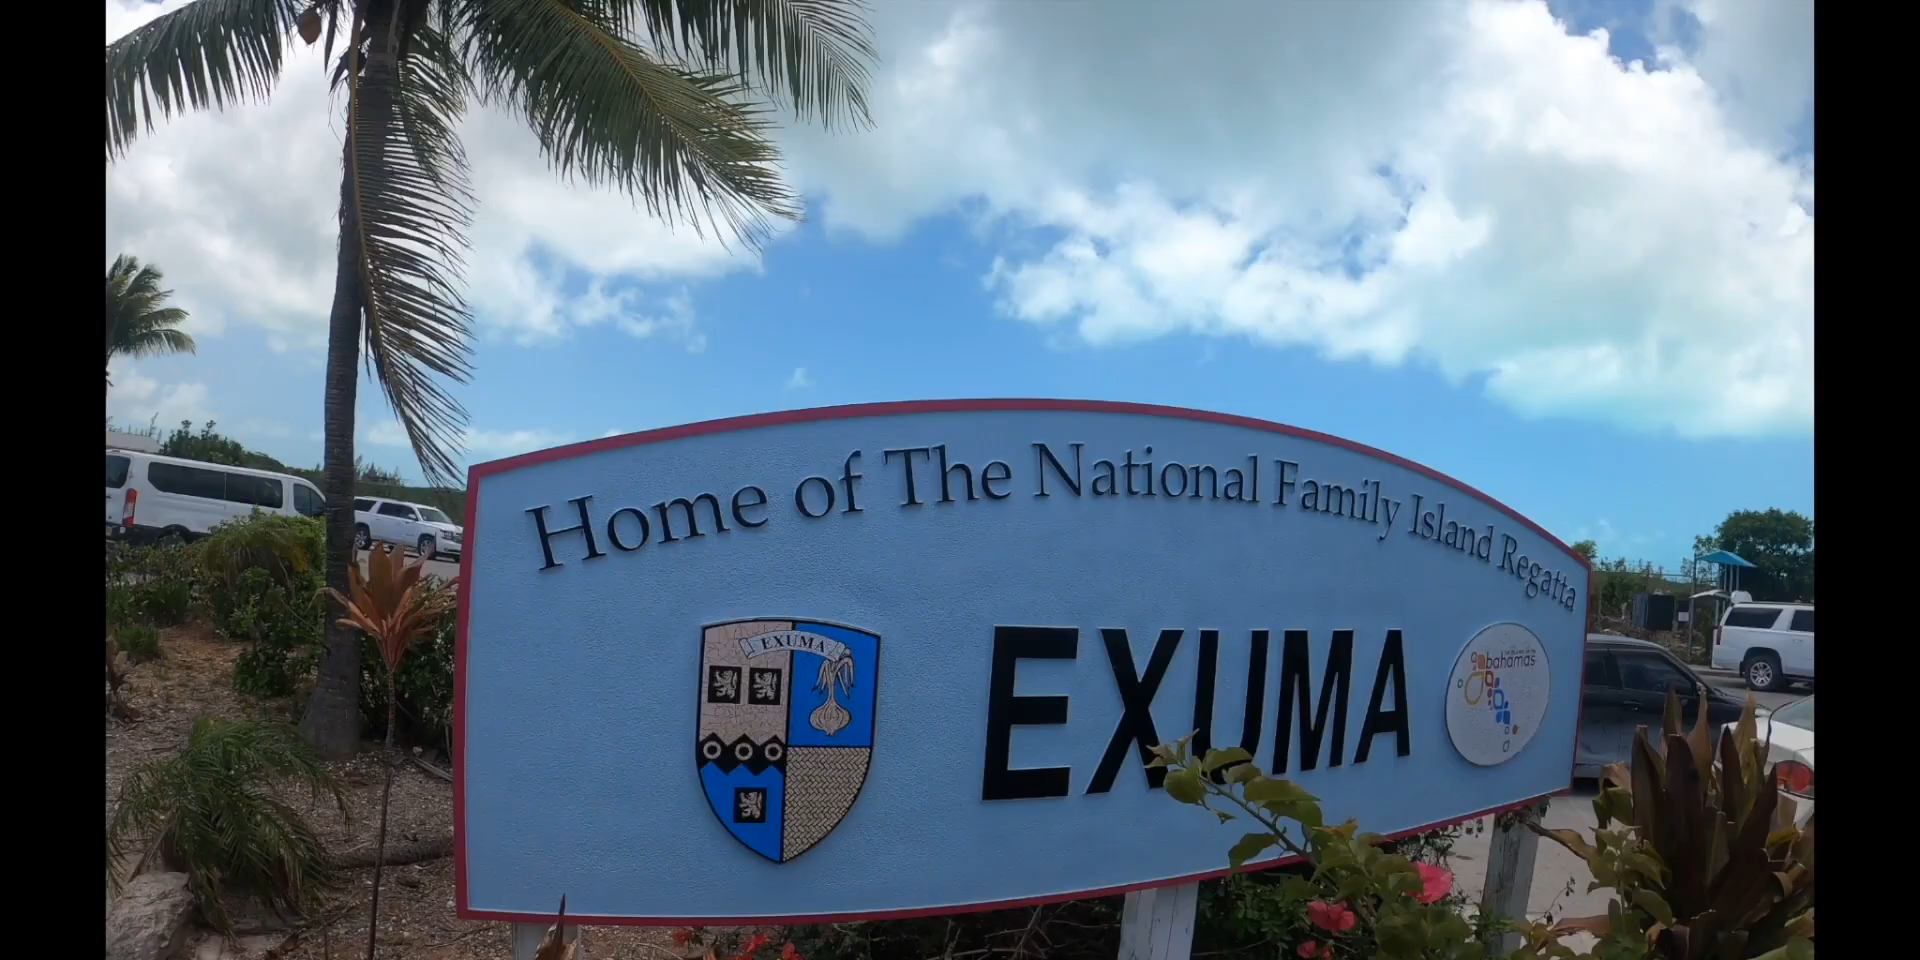 Home of The National Family Island Regatta
EXUMA
EXUMA
bahamas